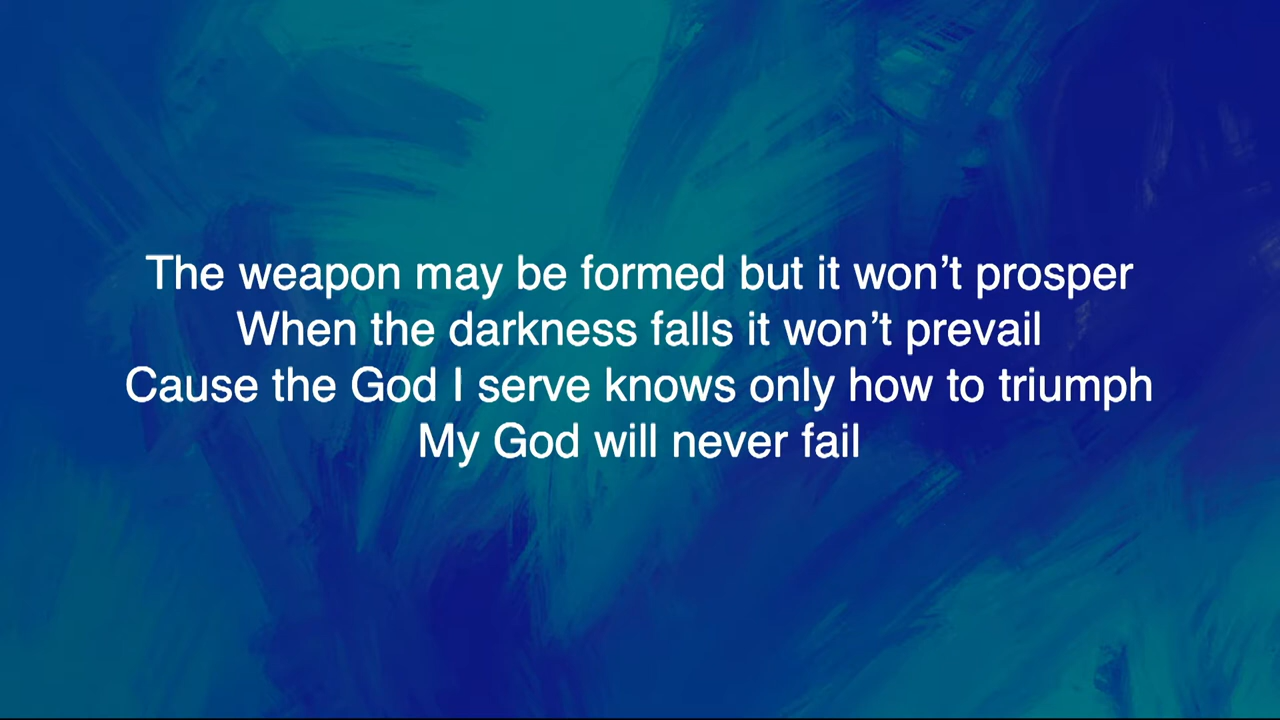 The weapon may be formed but it won’t prosper
When the darkness falls it won’t prevail
Cause the God I serve knows only how to triumph
My God will never fail